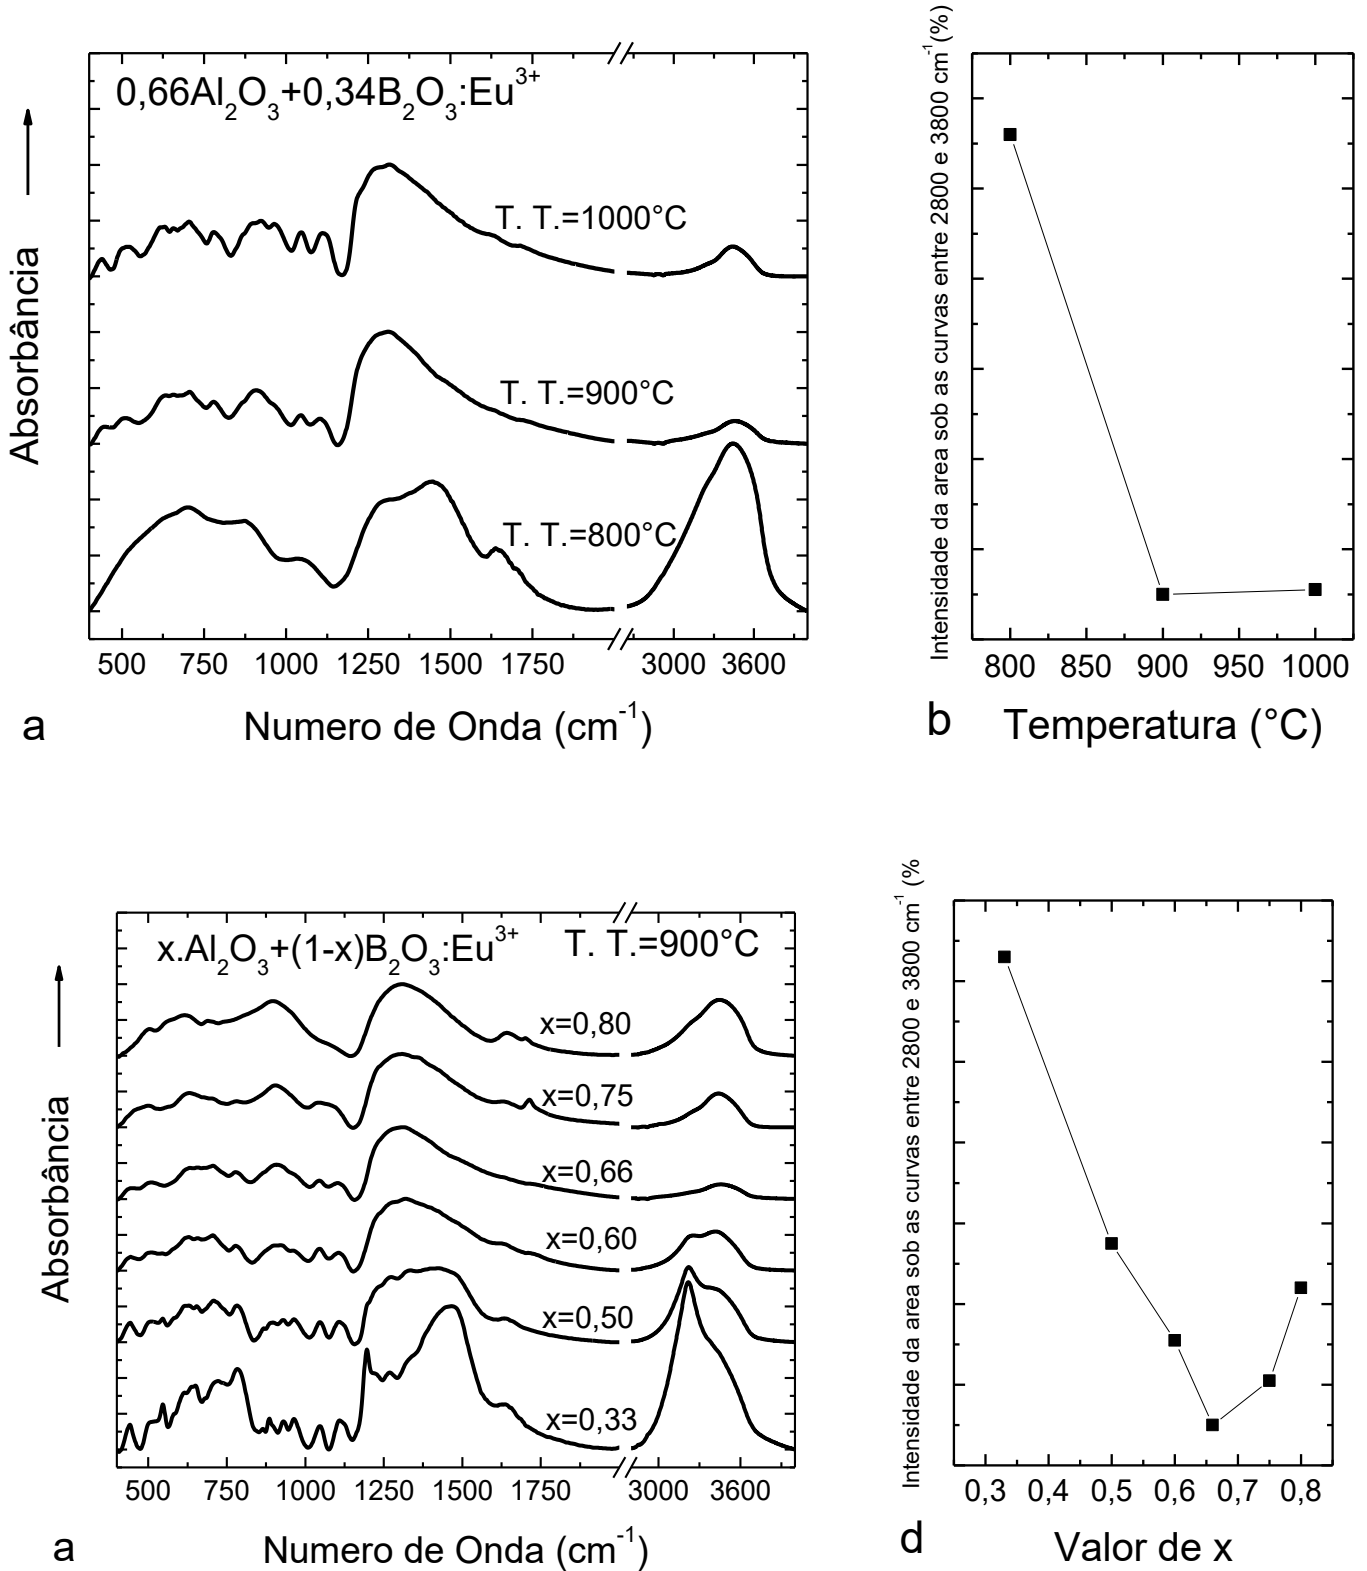 0,66Al₂O₃+0,34B₂O₃:Eu³⁺
T. T.=1000°C
T. T.=900°C
T. T.=800°C
Absorbância
500 750 1000 1250 1500 1750 3000 3600
a Numero de Onda (cm⁻¹)
Intensidade da area sob as curvas entre 2800 e 3800 cm⁻¹(%)
800 850 900 950 1000
b Temperatura (°C)
x.Al₂O₃+(1-x)B₂O₃:Eu³⁺ T. T.=900°C
x=0,80
x=0,75
x=0,66
x=0,60
x=0,50
x=0,33
Absorbância
500 750 1000 1250 1500 1750 3000 3600
a Numero de Onda (cm⁻¹)
Intensidade da area sob as curvas entre 2800 e 3800 cm⁻¹ (%
0,3 0,4 0,5 0,6 0,7 0,8
d Valor de x